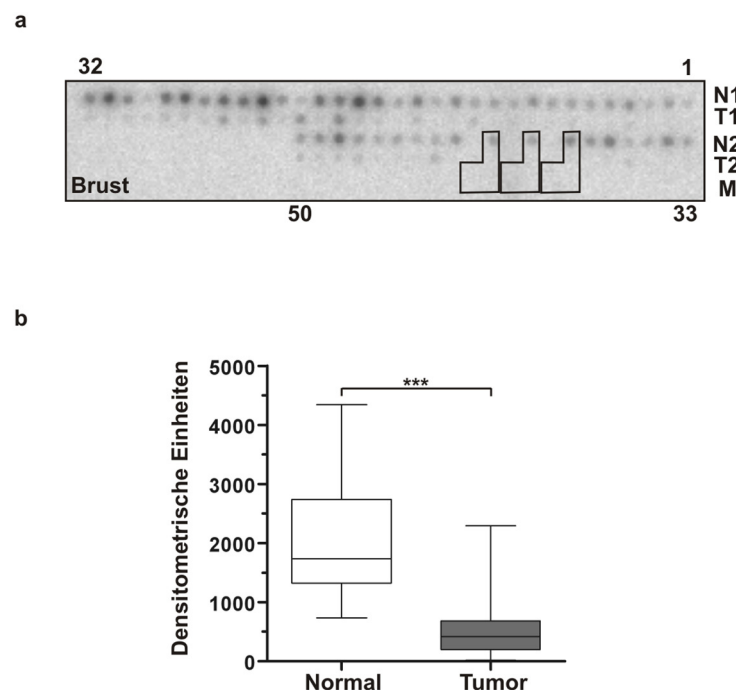 a
32 1
N1
T1
N2
T2
Brust M
50 33
b
Densitometrische Einheiten
5000
***
4000
3000
2000
1000
0
Normal Tumor